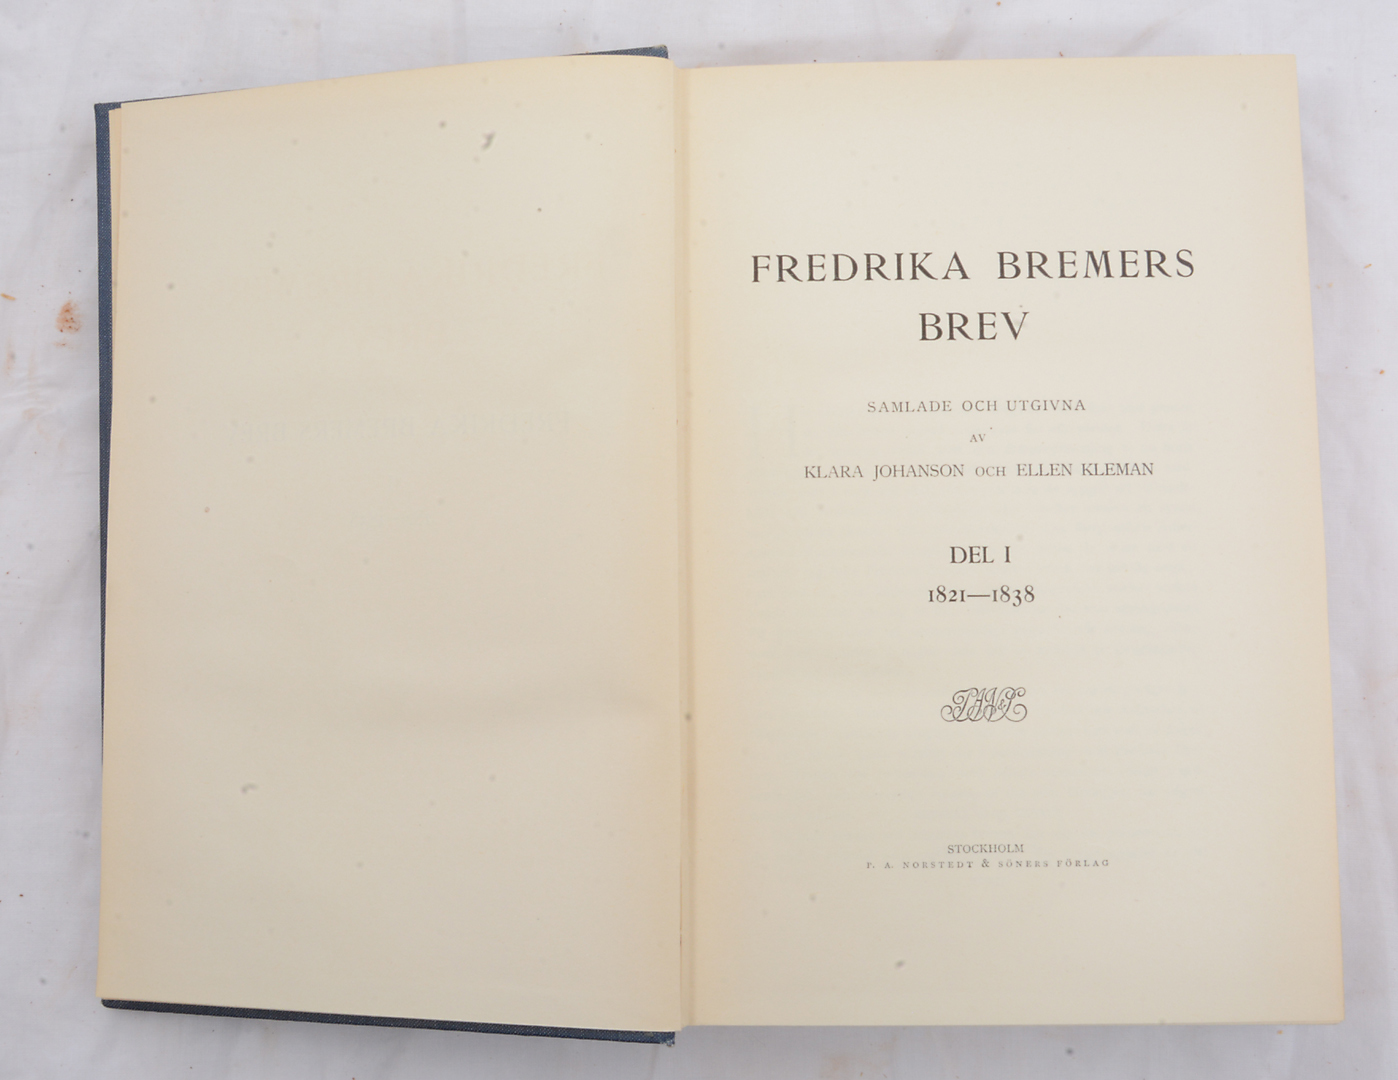 FREDRIKA BREMERS
BREV
SAMLADE OCH UTGIVNA
AV
KLARA JOHANSON OCH ELLEN KLEMAN
DEL I
1821—1838
P A N & S
STOCKHOLM
P. A. NORSTEDT & SÖNERS FÖRLAG